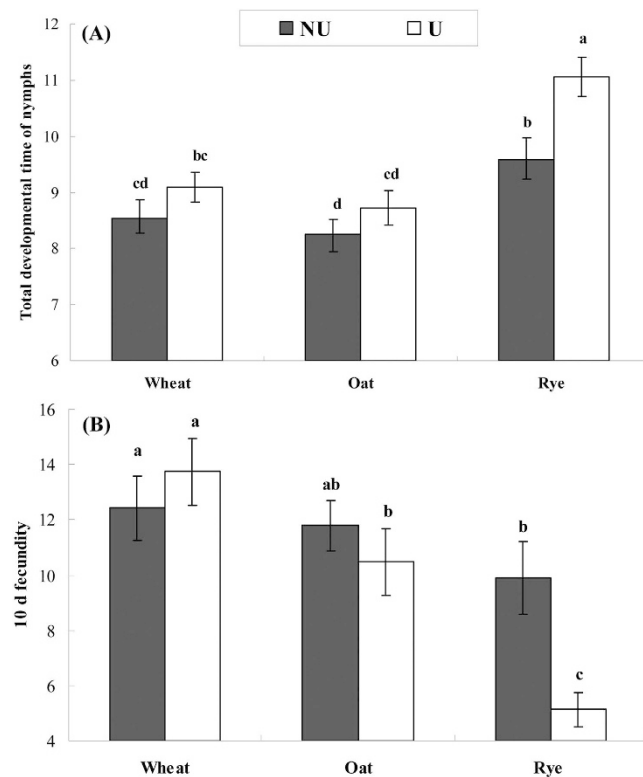 (A)
NU U
Total developmental time of nymphs
12
11
10
9
8
7
6
cd bc d cd b a
Wheat Oat Rye
(B)
10 d fecundity
16
14
12
10
8
6
4
a a ab b b c
Wheat Oat Rye